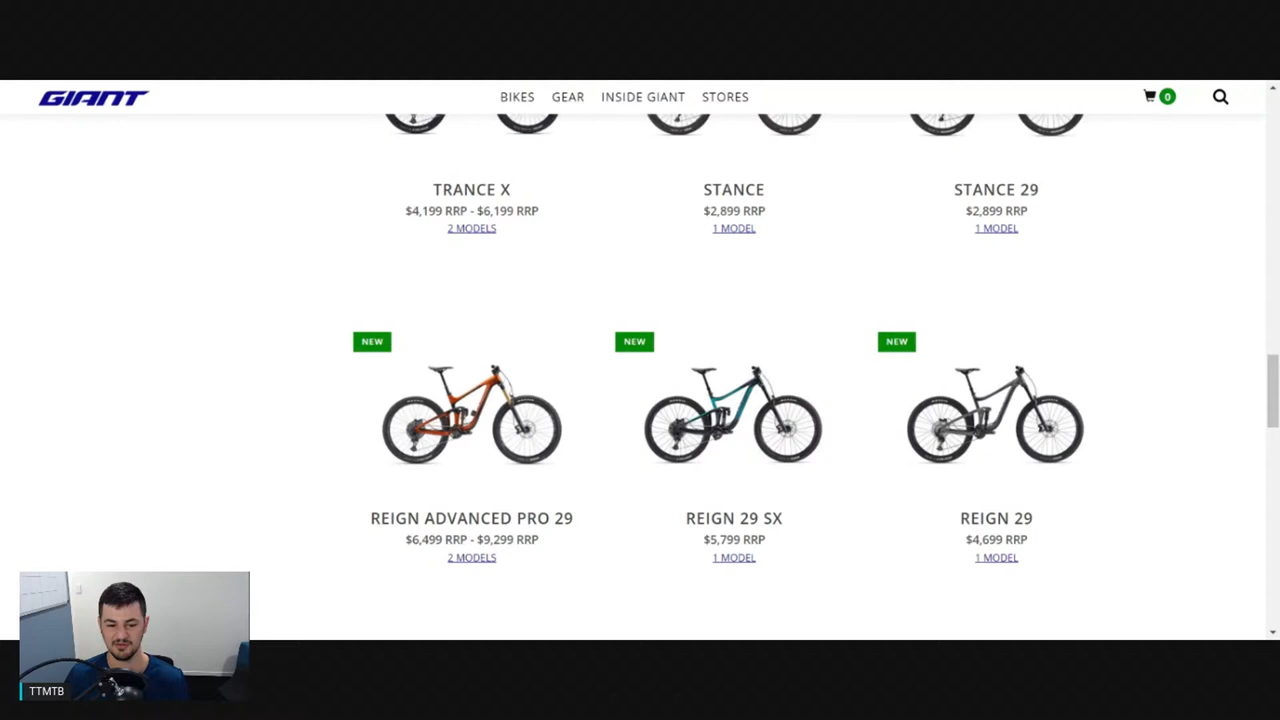 GIANT
BIKES GEAR INSIDE GIANT STORES
0
TRANCE X
$4,199 RRP - $6,199 RRP
2 MODELS
STANCE
$2,899 RRP
1 MODEL
STANCE 29
$2,899 RRP
1 MODEL
NEW
REIGN ADVANCED PRO 29
$6,499 RRP - $9,299 RRP
2 MODELS
NEW
REIGN 29 SX
$5,799 RRP
1 MODEL
NEW
REIGN 29
$4,699 RRP
1 MODEL
TTMTB